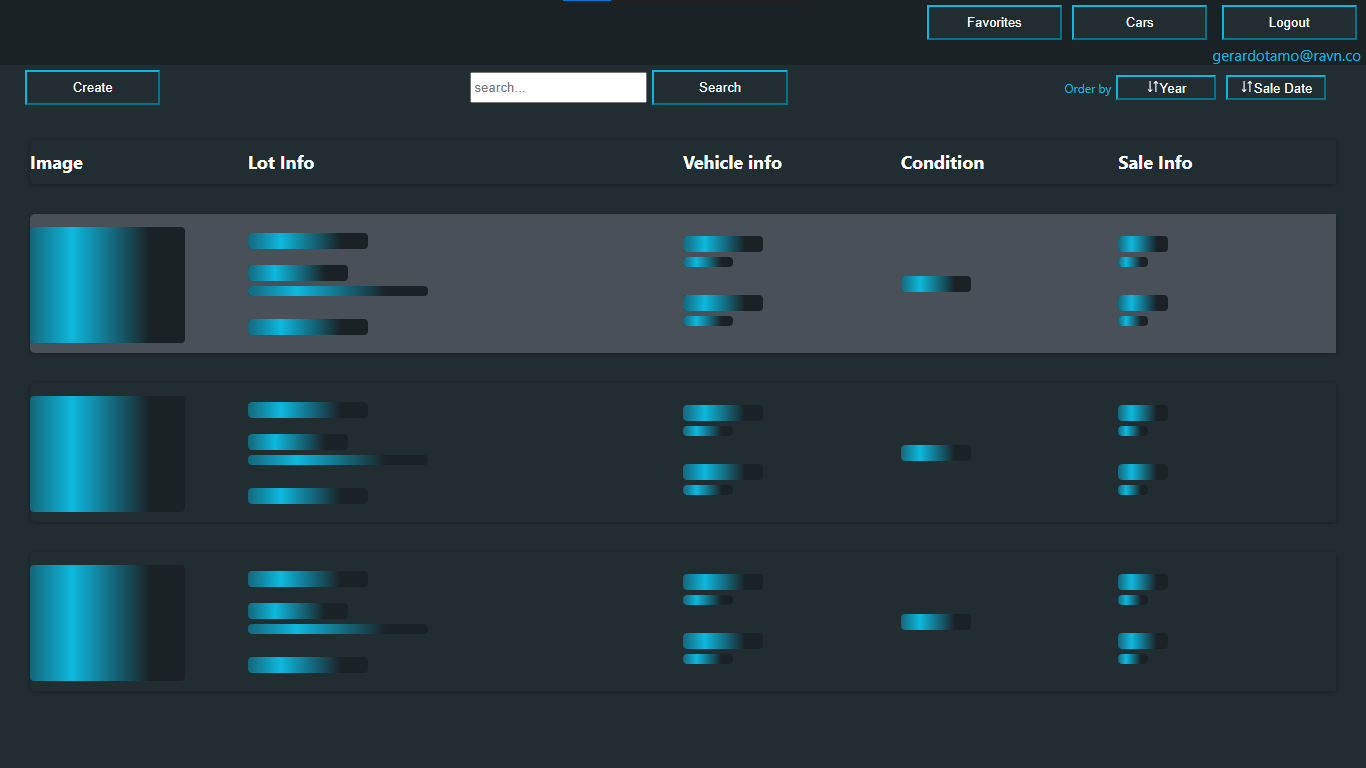 Favorites Cars Logout
gerardotamo@ravn.co
Create search... Search Order by ↓↑Year ↓↑Sale Date
Image Lot Info Vehicle info Condition Sale Info